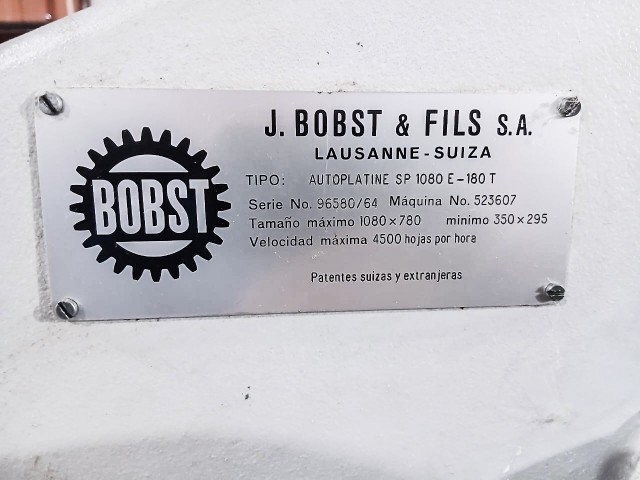 BOBST
J. BOBST & FILS S.A.
LAUSANNE-SUIZA
TIPO: AUTOPLATINE SP 1080 E-180 T
Serie No. 96580/64 Máquina No. 523607
Tamaño máximo 1080×780 minimo 350×295
Velocidad máxima 4500 hojas por hora
Patentes suizas y extranjeras